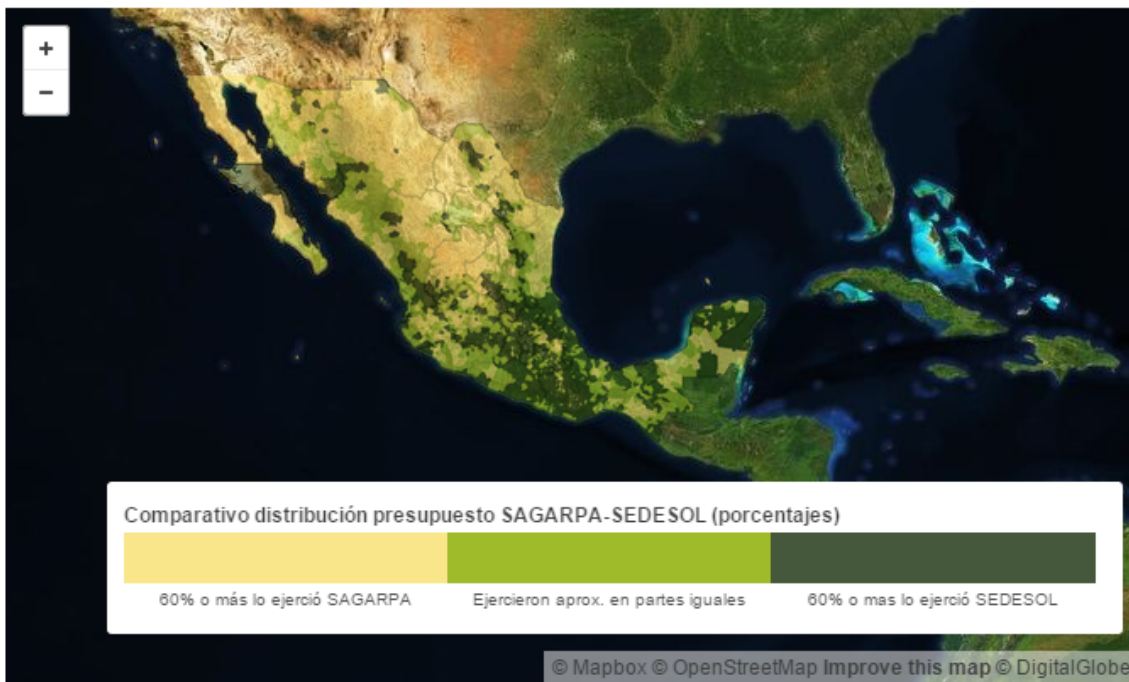 +
−
Comparativo distribución presupuesto SAGARPA-SEDESOL (porcentajes)
60% o más lo ejerció SAGARPA
Ejercieron aprox. en partes iguales
60% o mas lo ejerció SEDESOL
© Mapbox © OpenStreetMap Improve this map © DigitalGlobe